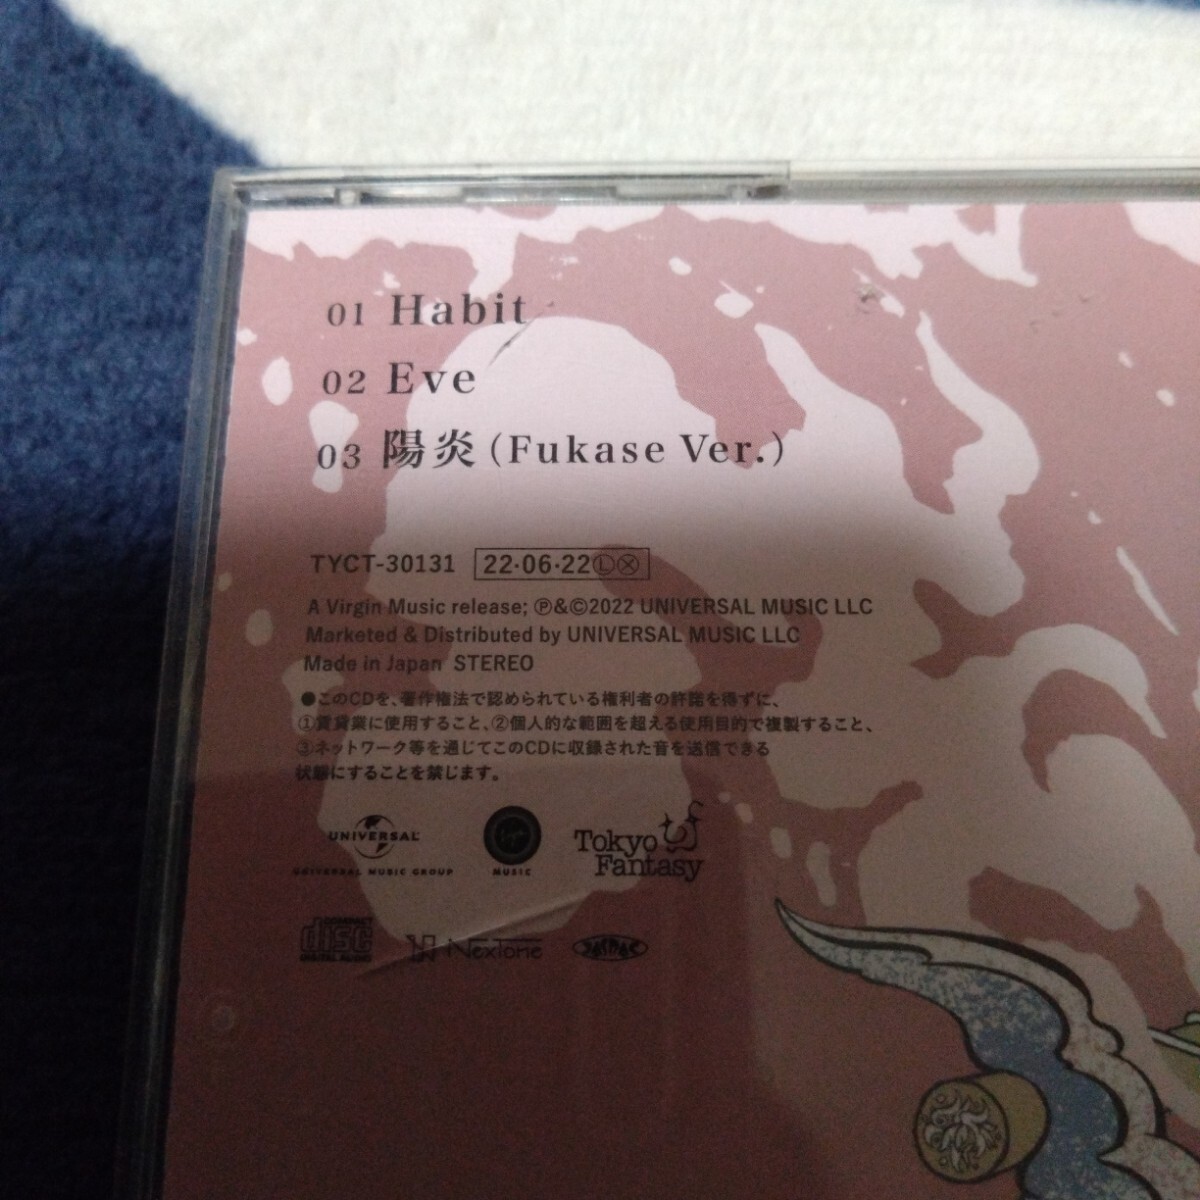 01 Habit
02 Eve
03 陽炎(Fukase Ver.)
TYCT-30131 22・06・22ⓁⓍ
A Virgin Music release; Ⓟ&©2022 UNIVERSAL MUSIC LLC
Marketed & Distributed by UNIVERSAL MUSIC LLC
Made in Japan STEREO
●このCDを、著作権法で認められている権利者の許諾を得ずに、
①賃貸業に使用すること、②個人的な範囲を超える使用目的で複製すること、
③ネットワーク等を通じてこのCDに収録された音を送信できる
状態にすることを禁じます。
UNIVERSAL
UNIVERSAL MUSIC GROUP
Virgin
MUSIC
Tokyo
Fantasy
COMPACT
disc
DIGITAL AUDIO
NexTone
JASRAC